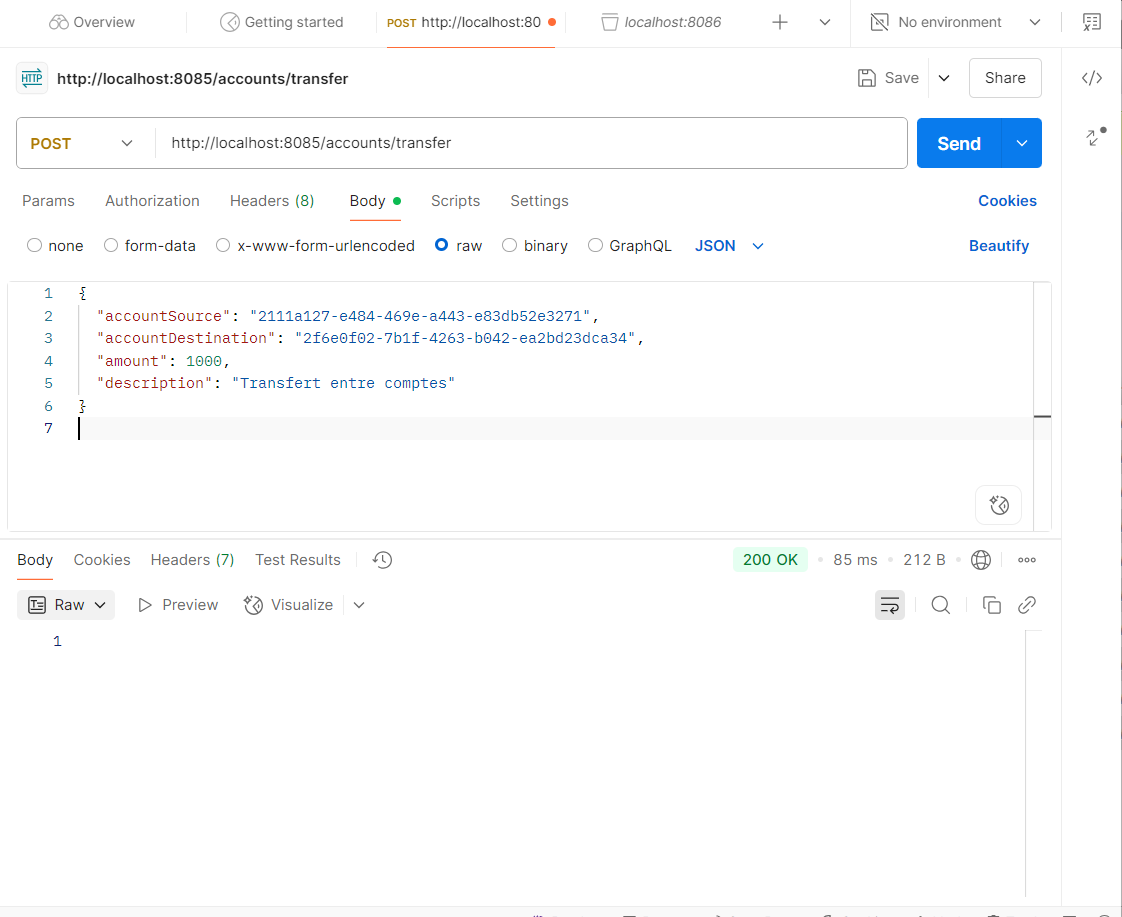 Overview Getting started POST http://localhost:80 localhost:8086 No environment
HTTP http://localhost:8085/accounts/transfer Save Share
POST http://localhost:8085/accounts/transfer Send
Params Authorization Headers (8) Body Scripts Settings Cookies
none form-data x-www-form-urlencoded raw binary GraphQL JSON Beautify
1 {
2 "accountSource": "2111a127-e484-469e-a443-e83db52e3271",
3 "accountDestination": "2f6e0f02-7b1f-4263-b042-ea2bd23dca34",
4 "amount": 1000,
5 "description": "Transfert entre comptes"
6 }
7
Body Cookies Headers (7) Test Results 200 OK 85 ms 212 B
Raw Preview Visualize
1